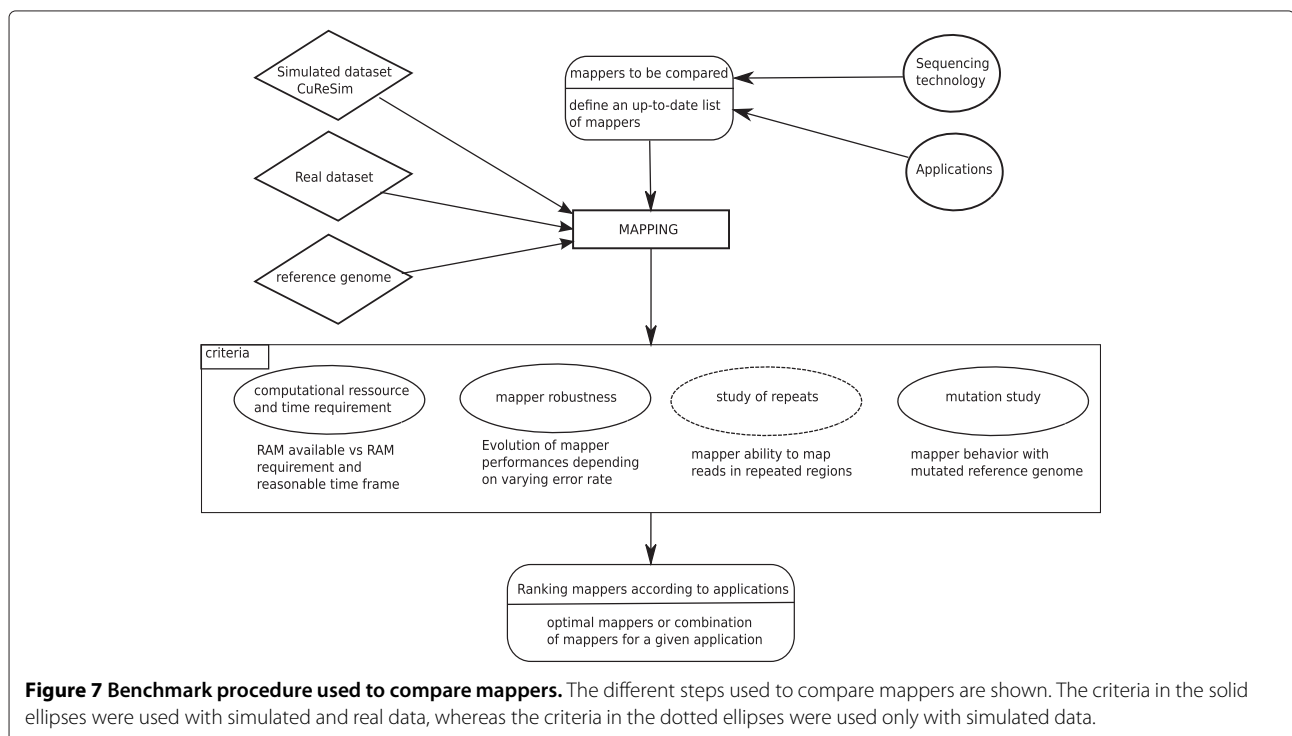 Simulated dataset
CuReSim
Real dataset
reference genome
mappers to be compared
define an up-to-date list
of mappers
Sequencing
technology
Applications
MAPPING
criteria
computational ressource
and time requirement
RAM available vs RAM
requirement and
reasonable time frame
mapper robustness
Evolution of mapper
performances depending
on varying error rate
study of repeats
mapper ability to map
reads in repeated regions
mutation study
mapper behavior with
mutated reference genome
Ranking mappers according to applications
optimal mappers or combination
of mappers for a given application
Figure 7 Benchmark procedure used to compare mappers. The different steps used to compare mappers are shown. The criteria in the solid
ellipses were used with simulated and real data, whereas the criteria in the dotted ellipses were used only with simulated data.